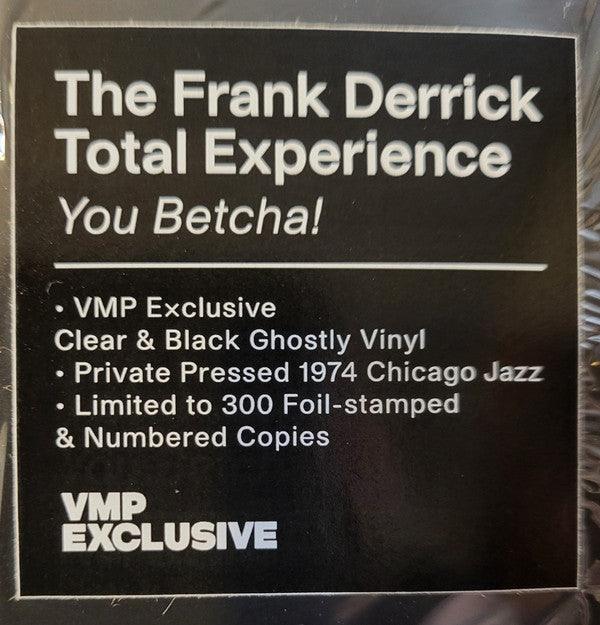 The Frank Derrick
Total Experience
You Betcha!
• VMP Exclusive
Clear & Black Ghostly Vinyl
• Private Pressed 1974 Chicago Jazz
• Limited to 300 Foil-stamped
& Numbered Copies
VMP
EXCLUSIVE